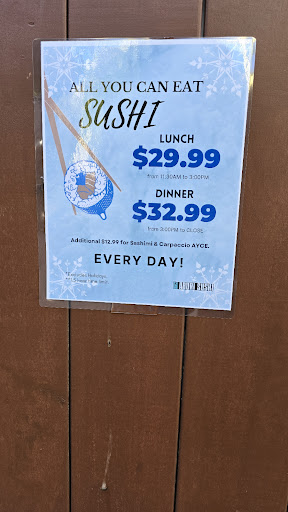 ALL YOU CAN EAT
SUSHI
LUNCH
$29.99
from 11:30AM to 3:00PM
DINNER
$32.99
from 3:00PM to CLOSE
Additional $12.99 for Sashimi & Carpaccio AYCE.
EVERY DAY!
SUSHI